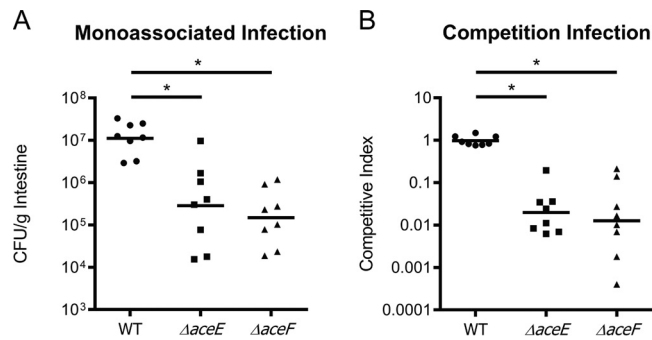 A
Monoassociated Infection
*
*
10⁸
10⁷
10⁶
10⁵
10⁴
10³
CFU/g Intestine
WT
ΔaceE
ΔaceF
B
Competition Infection
*
*
10
1
0.1
0.01
0.001
0.0001
Competitive Index
WT
ΔaceE
ΔaceF